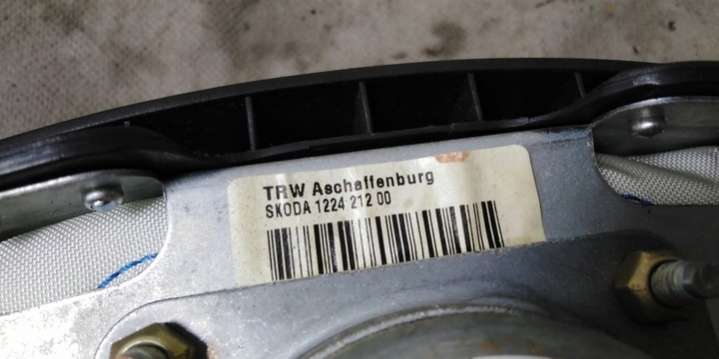 TRW Aschaffenburg
SKODA 1224 212 00